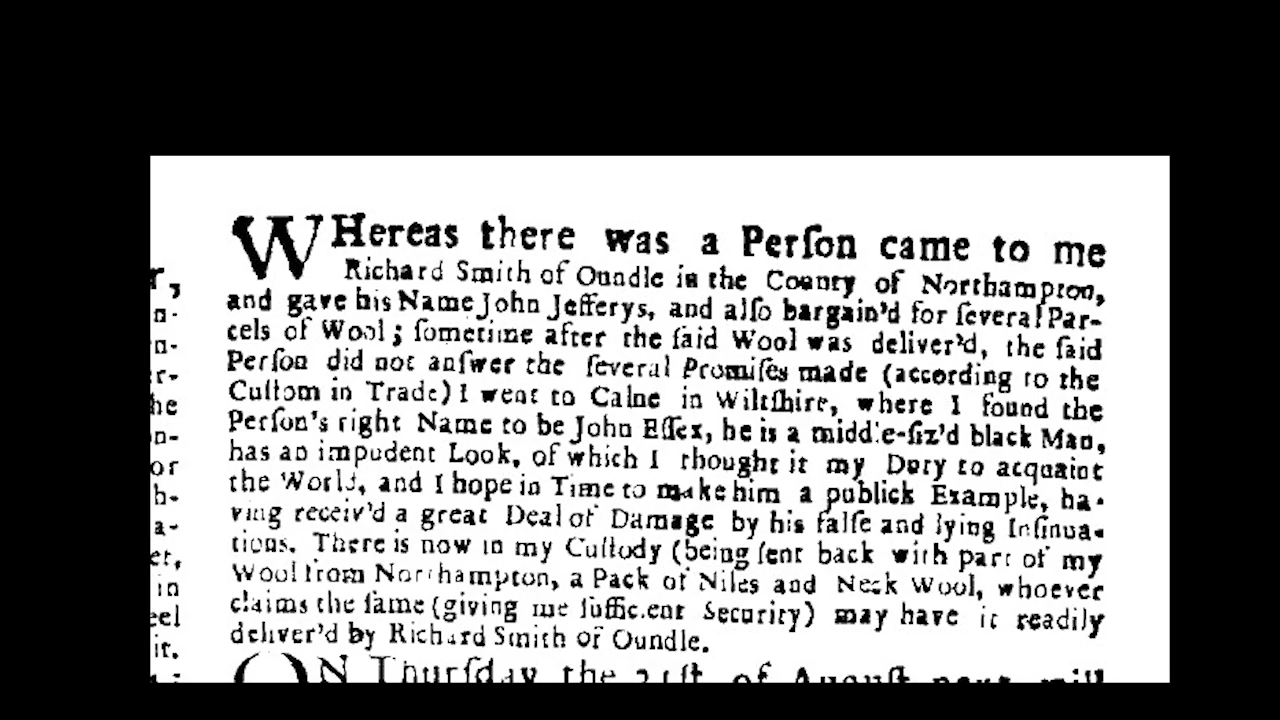 WHereas there was a Perſon came to me
Richard Smith of Oundle in the County of Northampton,
and gave his Name John Jefferys, and alſo bargain'd for ſeveral Par-
cels of Wool; ſometime after the ſaid Wool was deliver'd, the ſaid
Perſon did not anſwer the ſeveral Promiſes made (according to the
Cuſtom in Trade) I went to Calne in Wiltſhire, where I found the
Perſon's right Name to be John Eſſex, he is a middle-ſiz'd black Man,
has an impudent Look, of which I thought it my Duty to acquaint
the World, and I hope in Time to make him a publick Example, ha-
ving receiv'd a great Deal of Damage by his falſe and lying Inſinua-
tions. There is now in my Cuſtody (being ſent back with part of my
Wool from Northampton, a Pack of Niles and Neck Wool, whoever
claims the ſame (giving me ſufficient Security) may have it readily
deliver'd by Richard Smith of Oundle.
ON Thurſday the 21ſt of Auguſt next will
r,
n-
n-
er-
he
on-
or
h-
a-
et,
in
eel
it.